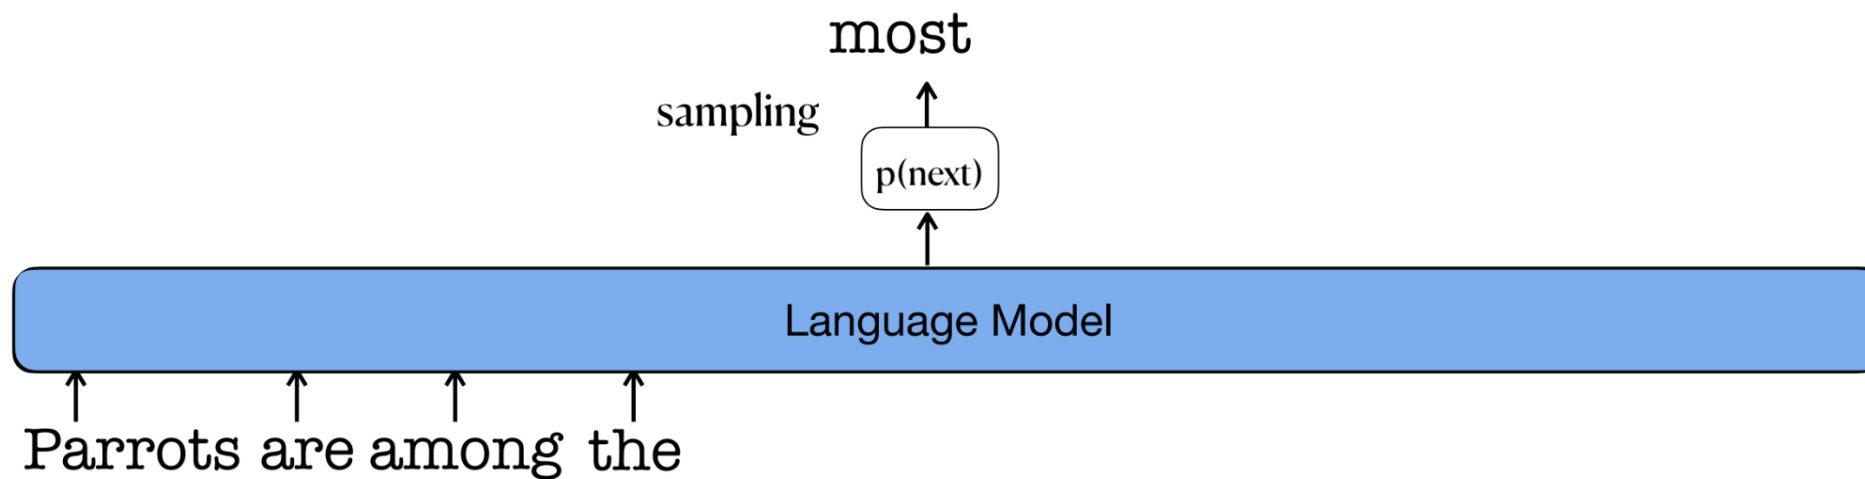 most
sampling
p(next)
Language Model
Parrots are among the